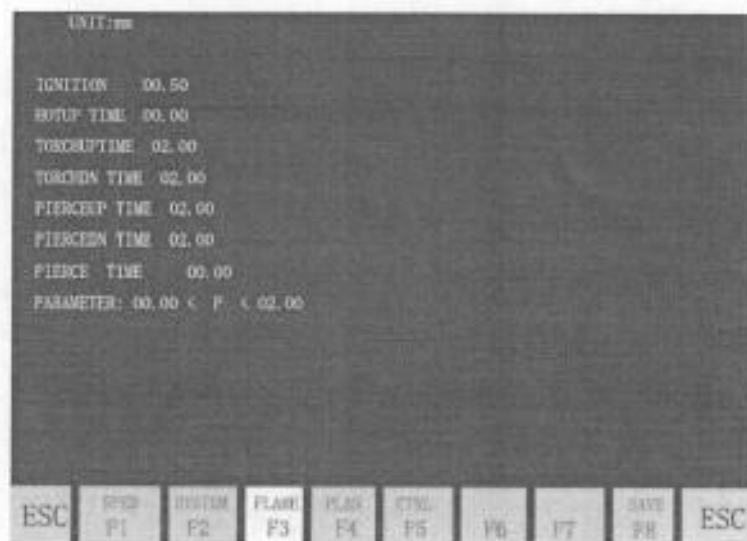 UNIT:mm
IGNITION 00.50
HOTUP TIME 00.00
TORCHUPTIME 02.00
TORCHDN TIME 02.00
PIERCEUP TIME 02.00
PIERCEDN TIME 02.00
PIERCE TIME 00.00
PARAMETER: 00.00 < P < 02.00
ESC SPED SYSTEM FLAME PLAS CTRL SAVE ESC
F1 F2 F3 F4 F5 F6 F7 F8